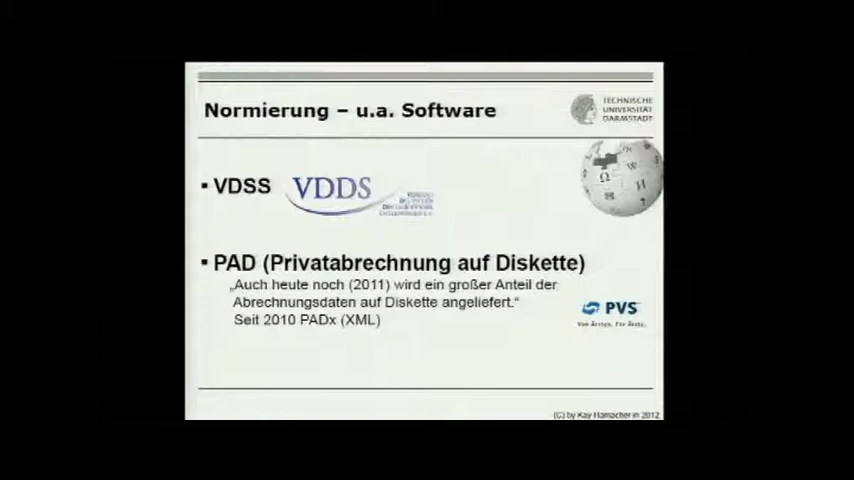 Normierung – u.a. Software
TECHNISCHE
UNIVERSITÄT
DARMSTADT
▪ VDSS
VDDS
▪ PAD (Privatabrechnung auf Diskette)
„Auch heute noch (2011) wird ein großer Anteil der
Abrechnungsdaten auf Diskette angeliefert.“
Seit 2010 PADx (XML)
PVS
Von Ärzten. Für Ärzte.
(C) by Kay Hamacher in 2012